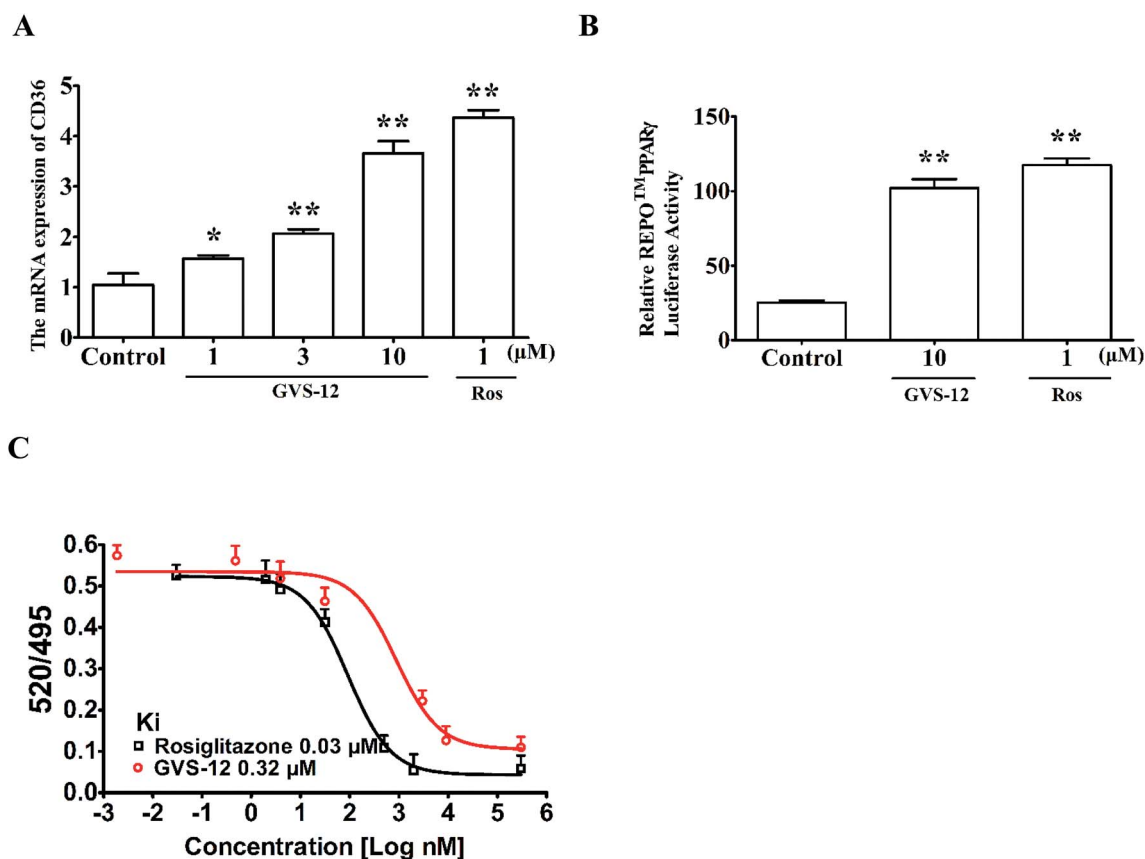 A
The mRNA expression of CD36
5
4
3
2
1
0
*
**
**
**
Control
1
3
10
1
(μM)
GVS-12
Ros
B
Relative REPO™PPARγ
Luciferase Activity
150
100
50
0
**
**
Control
10
1
(μM)
GVS-12
Ros
C
520/495
0.6
0.5
0.4
0.3
0.2
0.1
0.0
Ki
Rosiglitazone 0.03 μM
GVS-12 0.32 μM
-3 -2 -1 0 1 2 3 4 5 6
Concentration [Log nM]